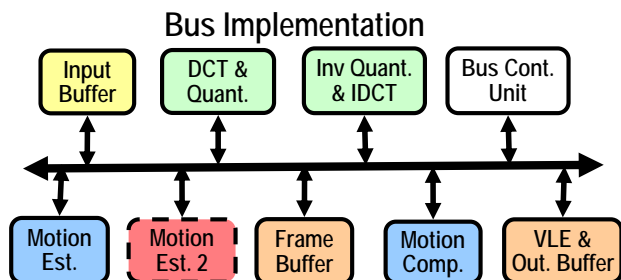 Bus Implementation
Input
Buffer
DCT &
Quant.
Inv Quant.
& IDCT
Bus Cont.
Unit
Motion
Est.
Motion
Est. 2
Frame
Buffer
Motion
Comp.
VLE &
Out. Buffer